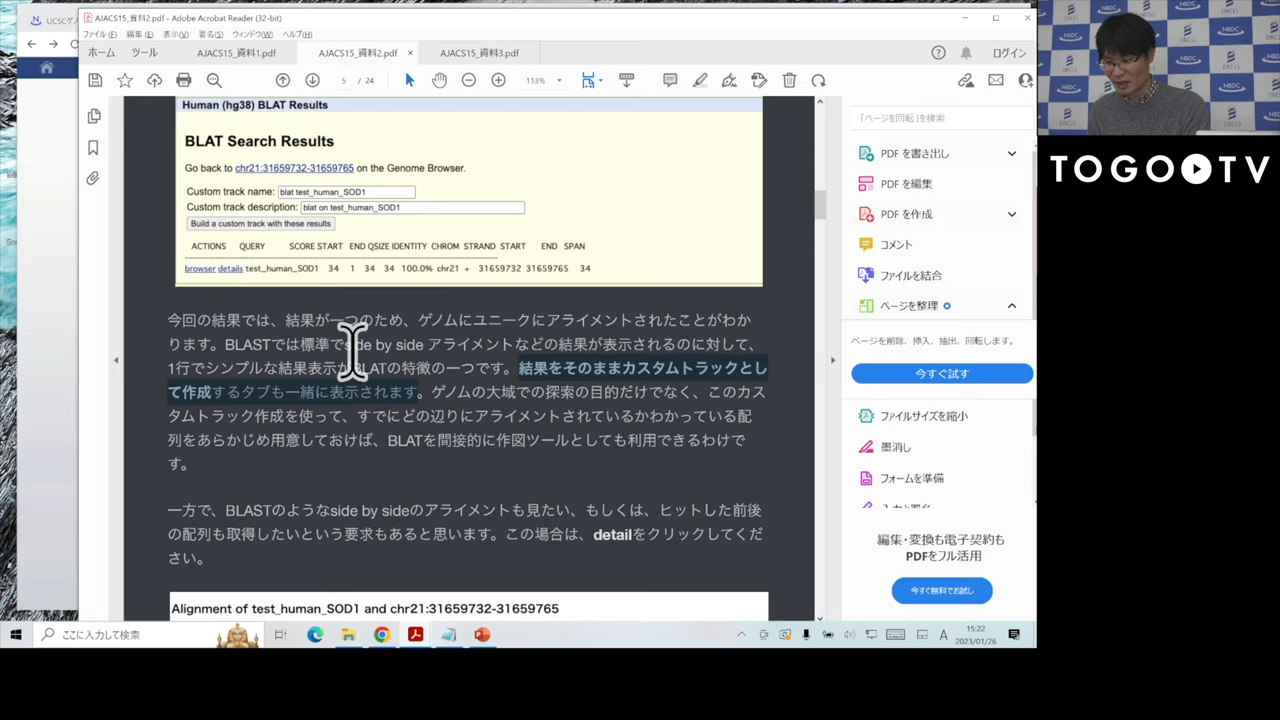 UCSCゲノ
AJACS15_資料2.pdf - Adobe Acrobat Reader (32-bit)
ファイル(F) 編集(E) 表示(V) 署名(S) ウィンドウ(W) ヘルプ(H)
ホーム ツール AJACS15_資料1.pdf AJACS15_資料2.pdf × AJACS15_資料3.pdf ログイン
5 / 24 113%
Human (hg38) BLAT Results
BLAT Search Results
Go back to chr21:31659732-31659765 on the Genome Browser.
Custom track name: blat test_human_SOD1
Custom track description: blat on test_human_SOD1
Build a custom track with these results
ACTIONS QUERY SCORE START END QSIZE IDENTITY CHROM STRAND START END SPAN
browser details test_human_SOD1 34 1 34 34 100.0% chr21 + 31659732 31659765 34
今回の結果では、結果が一つのため、ゲノムにユニークにアライメントされたことがわか
ります。BLASTでは標準でside by side アライメントなどの結果が表示されるのに対して、
1行でシンプルな結果表示がBLATの特徴の一つです。結果をそのままカスタムトラックとし
て作成するタブも一緒に表示されます。ゲノムの大域での探索の目的だけでなく、このカス
タムトラック作成を使って、すでにどの辺りにアライメントされているかわかっている配
列をあらかじめ用意しておけば、BLATを間接的に作図ツールとしても利用できるわけで
す。
一方で、BLASTのようなside by sideのアライメントも見たい、もしくは、ヒットした前後
の配列も取得したいという要求もあると思います。この場合は、detailをクリックしてくだ
さい。
Alignment of test_human_SOD1 and chr21:31659732-31659765
「ページを回転」を検索
PDF を書き出し
PDF を編集
PDF を作成
コメント
ファイルを結合
ページを整理
ページを削除、挿入、抽出、回転します。
今すぐ試す
ファイルサイズを縮小
墨消し
フォームを準備
編集・変換も電子契約も
PDFをフル活用
今すぐ無料でお試し
ここに入力して検索
A
15:22
2023/01/26
NBDC
DBCLS
TOGO TV